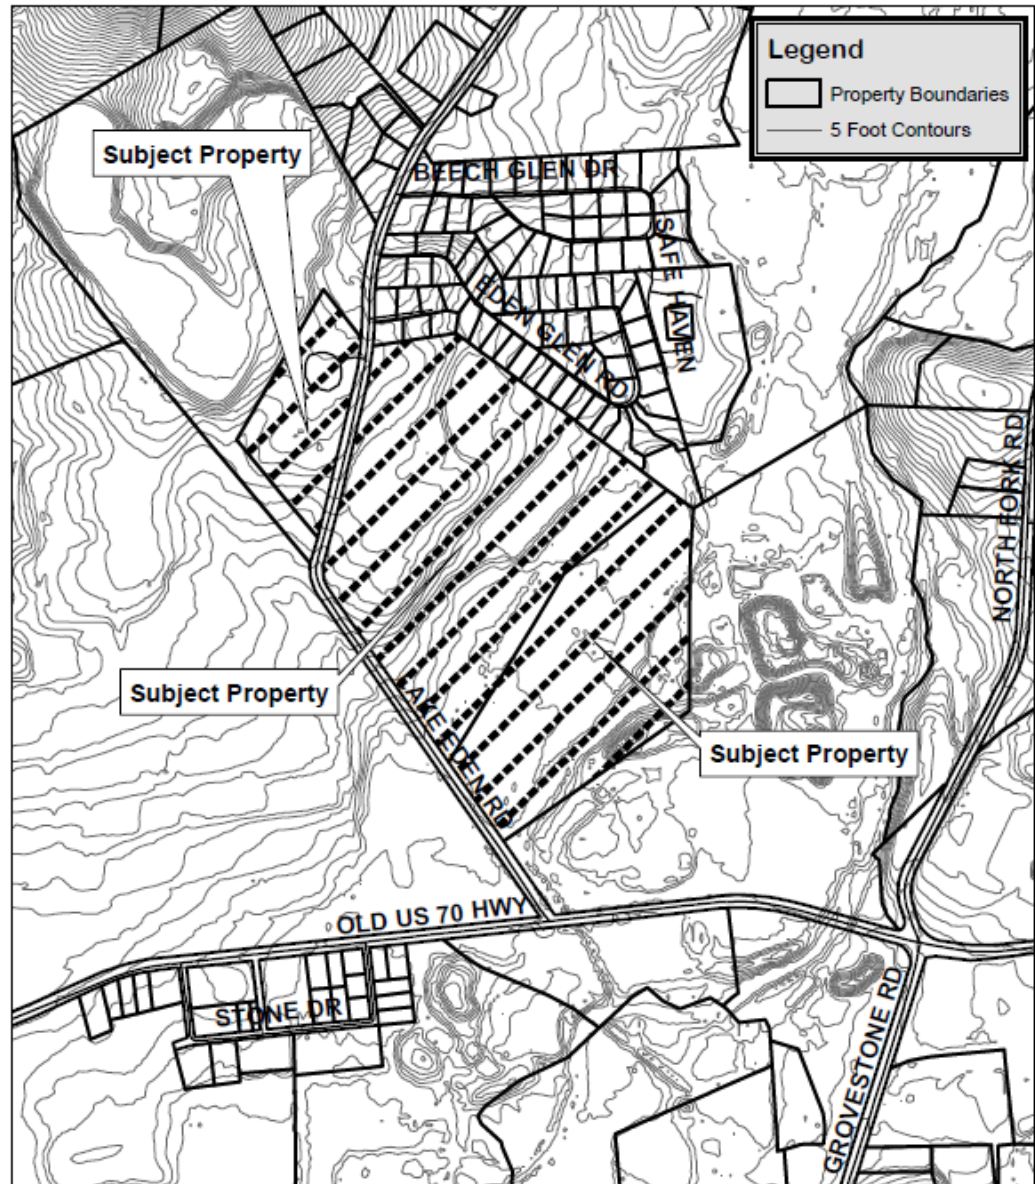 Legend
Property Boundaries
5 Foot Contours
Subject Property
BEECH GLEN DR
SAFE HAVEN
EDEN GLEN RD
NORTH FORK RD
Subject Property
LAKE EDEN RD
Subject Property
OLD US 70 HWY
STONE DR
GROVESTONE RD